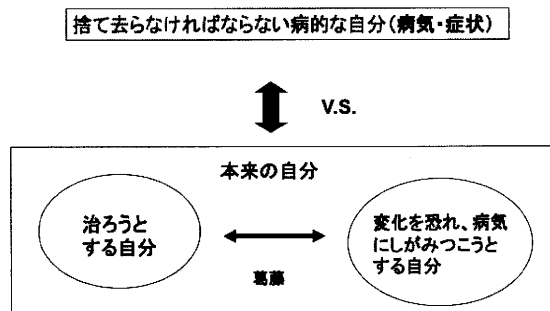 捨て去らなければならない病的な自分(病気・症状)
V.S.
本来の自分
治ろうと
する自分
変化を恐れ、病気
にしがみつこうと
する自分
葛藤